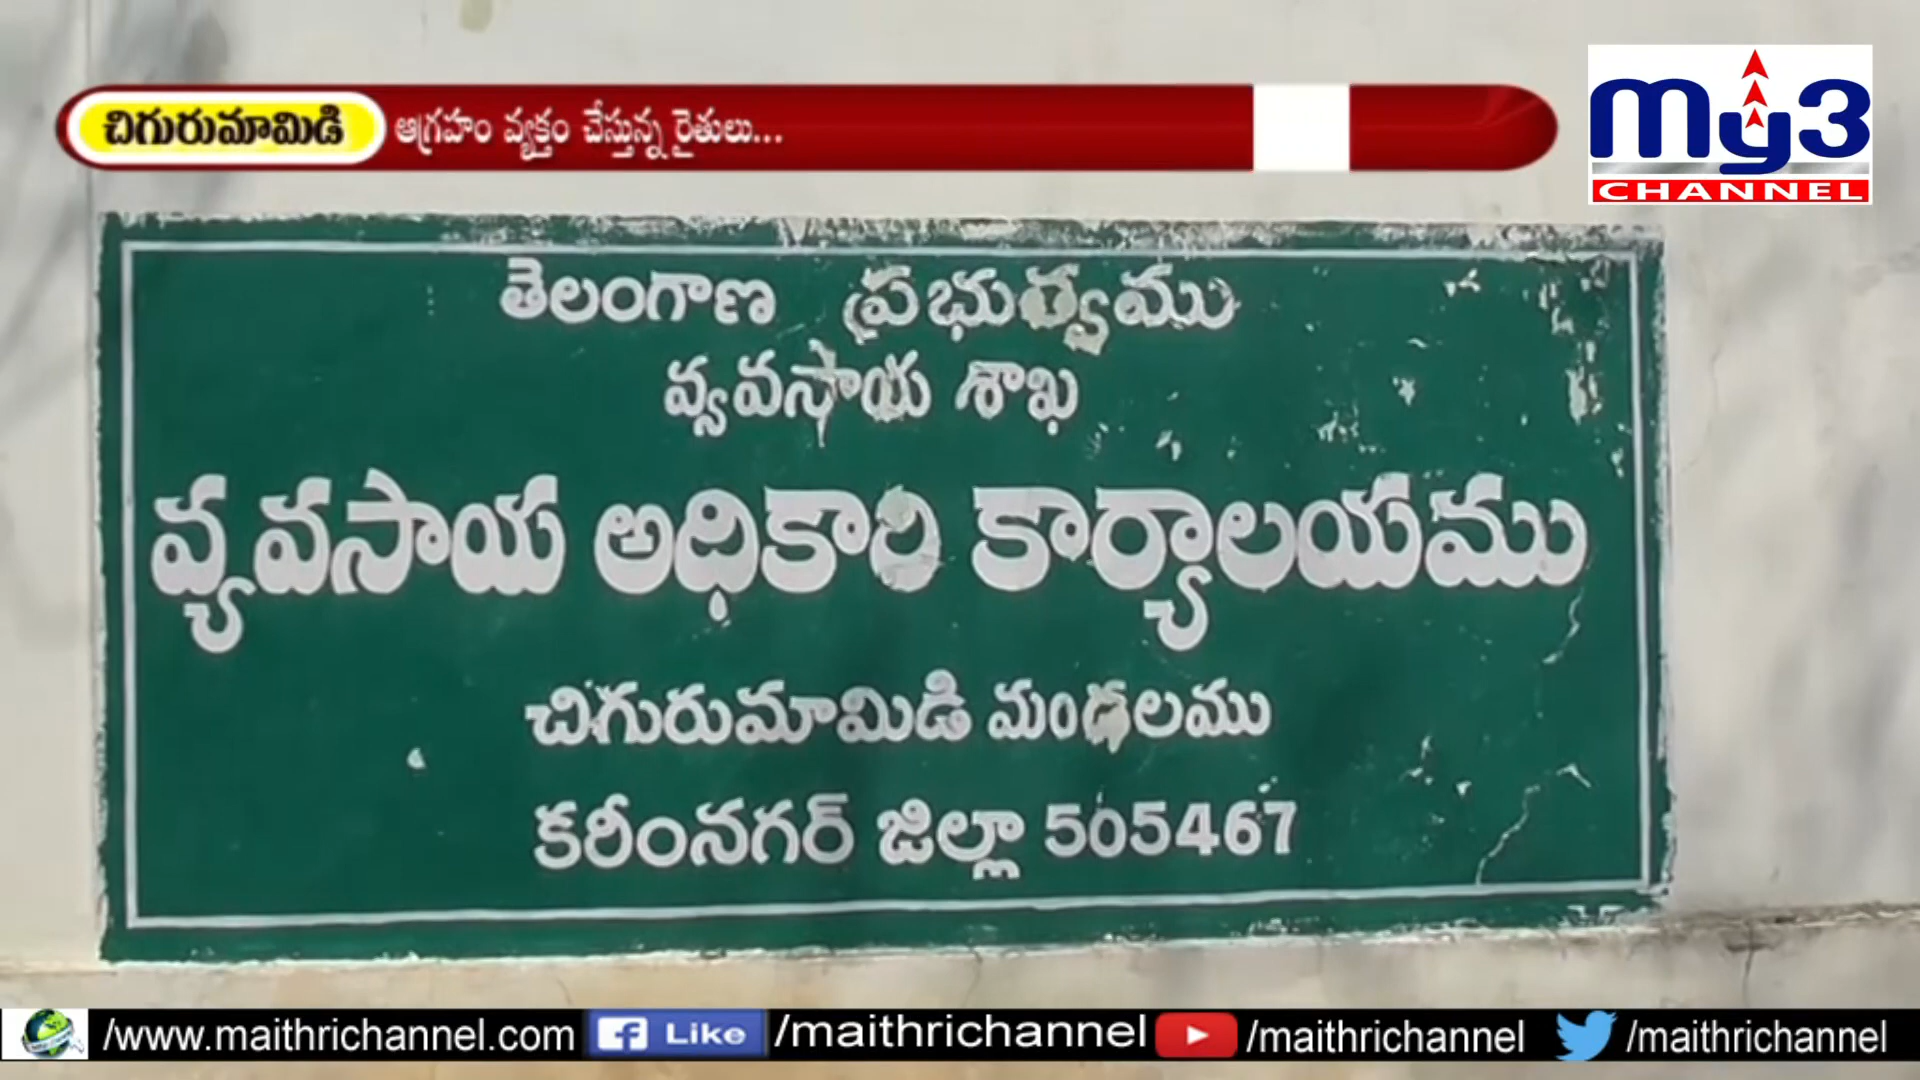 చిగురుమామిడి ఆగ్రహం వ్యక్తం చేస్తున్న రైతులు...
my3
CHANNEL
తెలంగాణ ప్రభుత్వము
వ్యవసాయ శాఖ
వ్యవసాయ అధికారి కార్యాలయము
చిగురుమామిడి మండలము
కరీంనగర్ జిల్లా 505467
/www.maithrichannel.com Like /maithrichannel /maithrichannel /maithrichannel